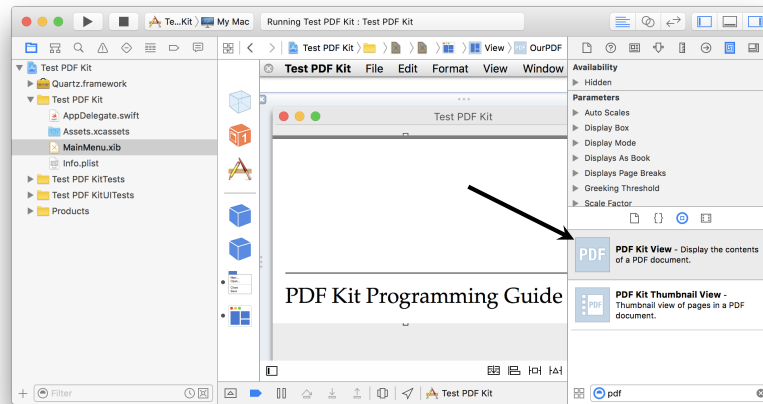 Te...Kit
My Mac
Running Test PDF Kit : Test PDF Kit
Test PDF Kit
View
OurPDF
Test PDF Kit
Quartz.framework
Test PDF Kit
AppDelegate.swift
Assets.xcassets
MainMenu.xib
Info.plist
Test PDF KitTests
Test PDF KitUITests
Products
Filter
Test PDF Kit File Edit Format View Window
Test PDF Kit
PDF Kit Programming Guide
Test PDF Kit
Availability
Hidden
Parameters
Auto Scales
Display Box
Display Mode
Displays As Book
Displays Page Breaks
Greeking Threshold
Scale Factor
PDF
PDF Kit View - Display the contents
of a PDF document.
PDF
PDF Kit Thumbnail View -
Thumbnail view of pages in a PDF
document.
pdf